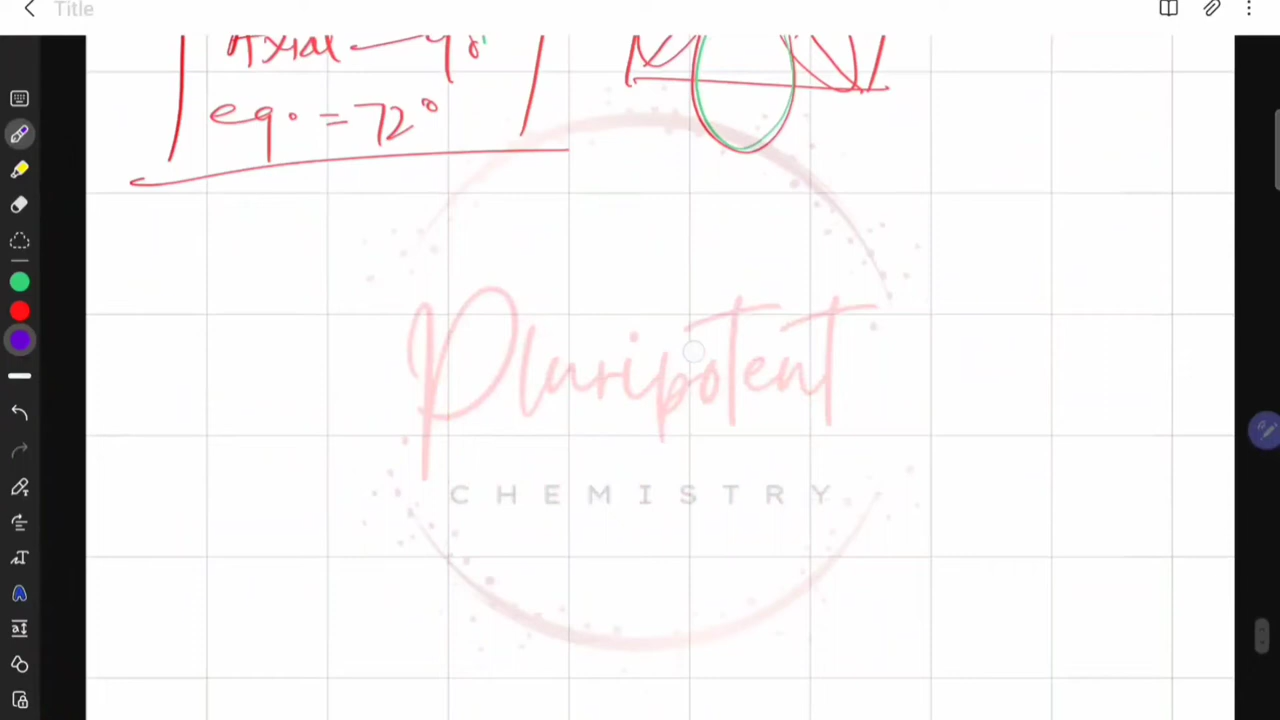 Title
Axial — 90°
eq. = 72°
Pluripotent
CHEMISTRY